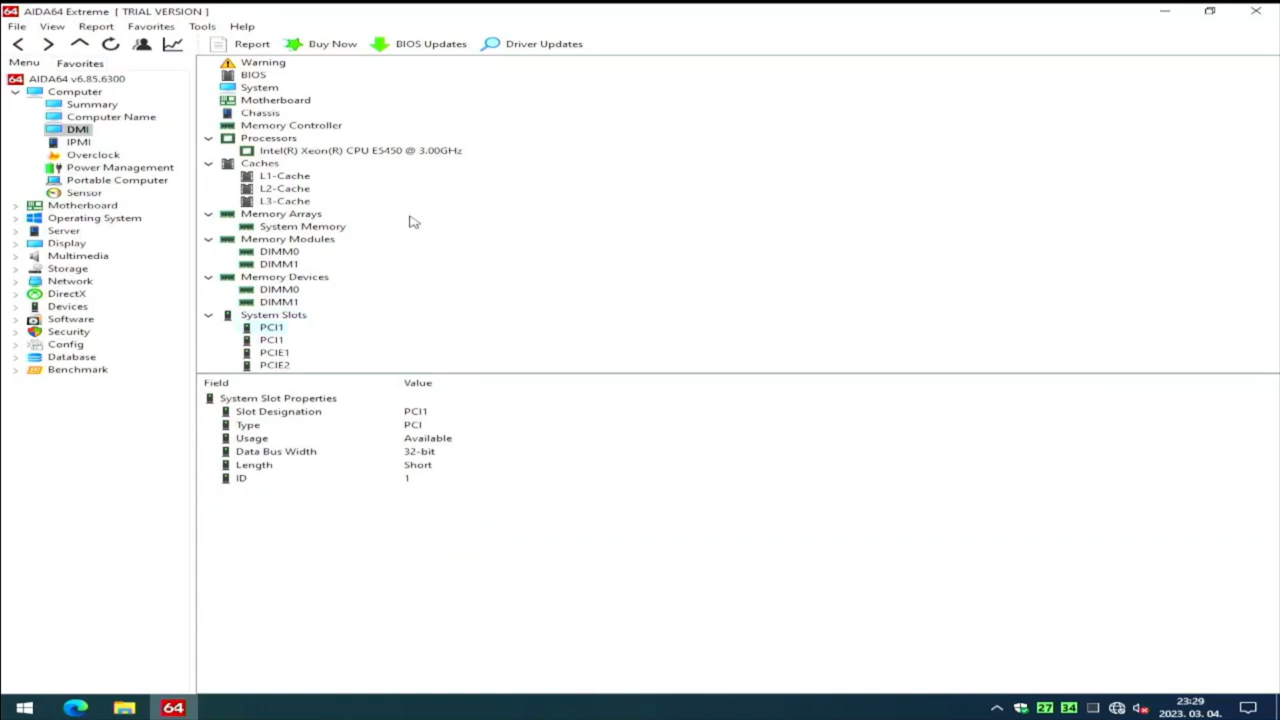 64 AIDA64 Extreme [ TRIAL VERSION ]
File View Report Favorites Tools Help
Report Buy Now BIOS Updates Driver Updates
Menu Favorites
64 AIDA64 v6.85.6300
Computer
Summary
Computer Name
DMI
IPMI
Overclock
Power Management
Portable Computer
Sensor
Motherboard
Operating System
Server
Display
Multimedia
Storage
Network
DirectX
Devices
Software
Security
Config
Database
Benchmark
Warning
BIOS
System
Motherboard
Chassis
Memory Controller
Processors
Intel(R) Xeon(R) CPU E5450 @ 3.00GHz
Caches
L1-Cache
L2-Cache
L3-Cache
Memory Arrays
System Memory
Memory Modules
DIMM0
DIMM1
Memory Devices
DIMM0
DIMM1
System Slots
PCI1
PCI1
PCIE1
PCIE2
Field Value
System Slot Properties
Slot Designation PCI1
Type PCI
Usage Available
Data Bus Width 32-bit
Length Short
ID 1
64
27 34
23:29
2023. 03. 04.